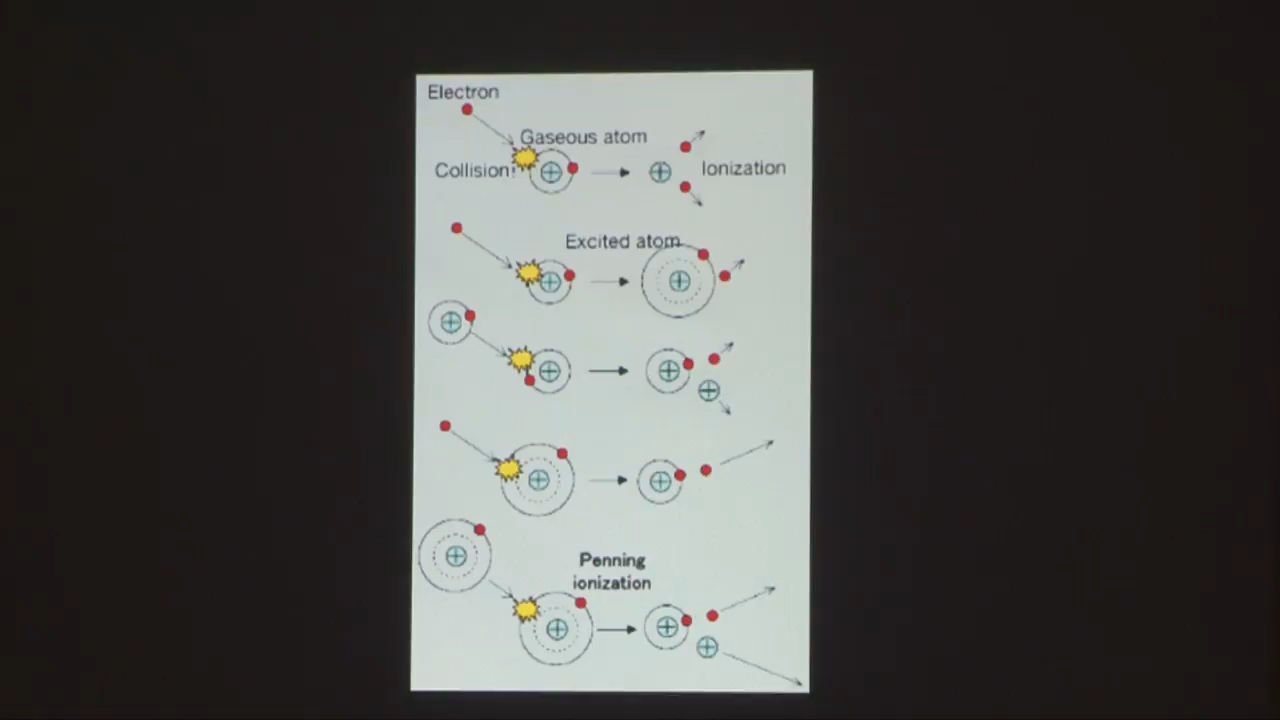 Electron
Gaseous atom
Collision!
Ionization
Excited atom
Penning
ionization